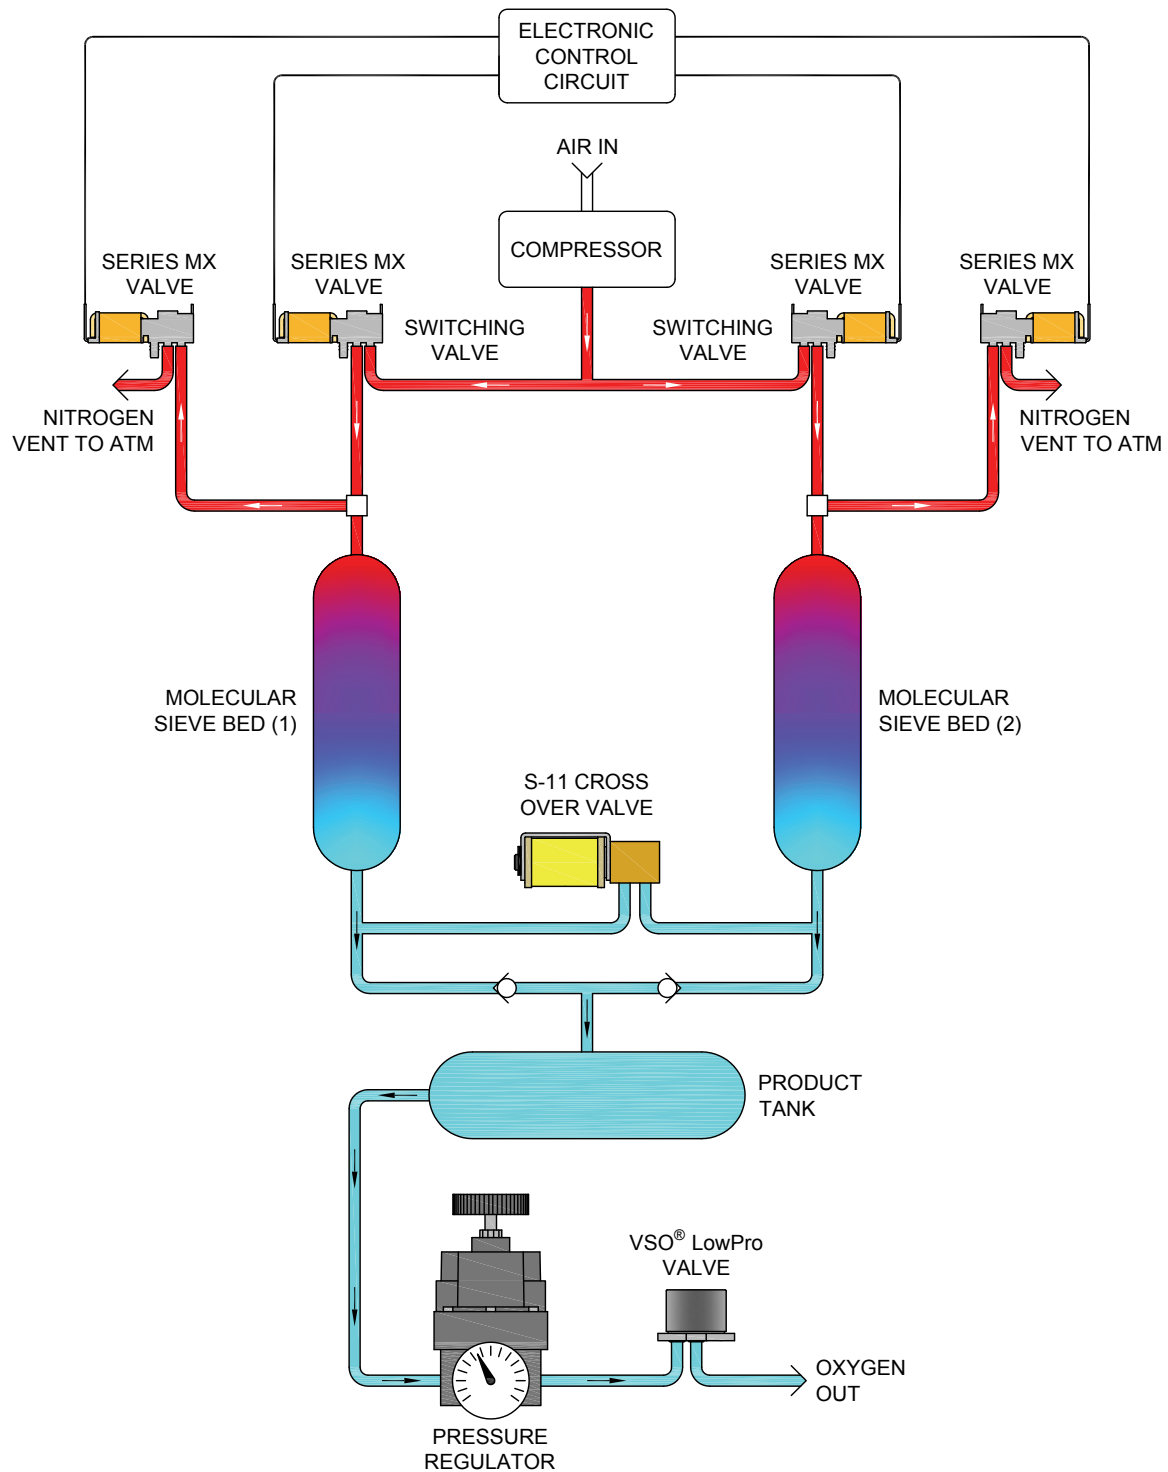 ELECTRONIC
CONTROL
CIRCUIT
AIR IN
COMPRESSOR
SERIES MX
VALVE
SERIES MX
VALVE
SERIES MX
VALVE
SERIES MX
VALVE
SWITCHING
VALVE
SWITCHING
VALVE
NITROGEN
VENT TO ATM
NITROGEN
VENT TO ATM
MOLECULAR
SIEVE BED (1)
MOLECULAR
SIEVE BED (2)
S-11 CROSS
OVER VALVE
PRODUCT
TANK
VSO® LowPro
VALVE
OXYGEN
OUT
PRESSURE
REGULATOR